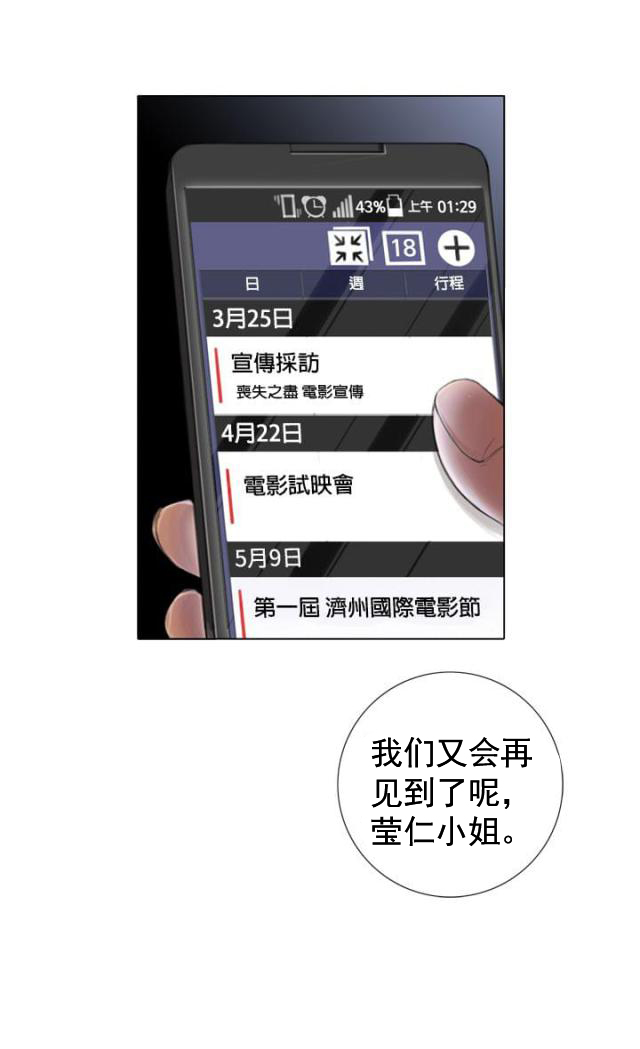 43% 上午 01:29
18
日 週 行程
3月25日
宣傳採訪
喪失之盡 電影宣傳
4月22日
電影試映會
5月9日
第一屆 濟州國際電影節
我们又会再
见到了呢，
莹仁小姐。